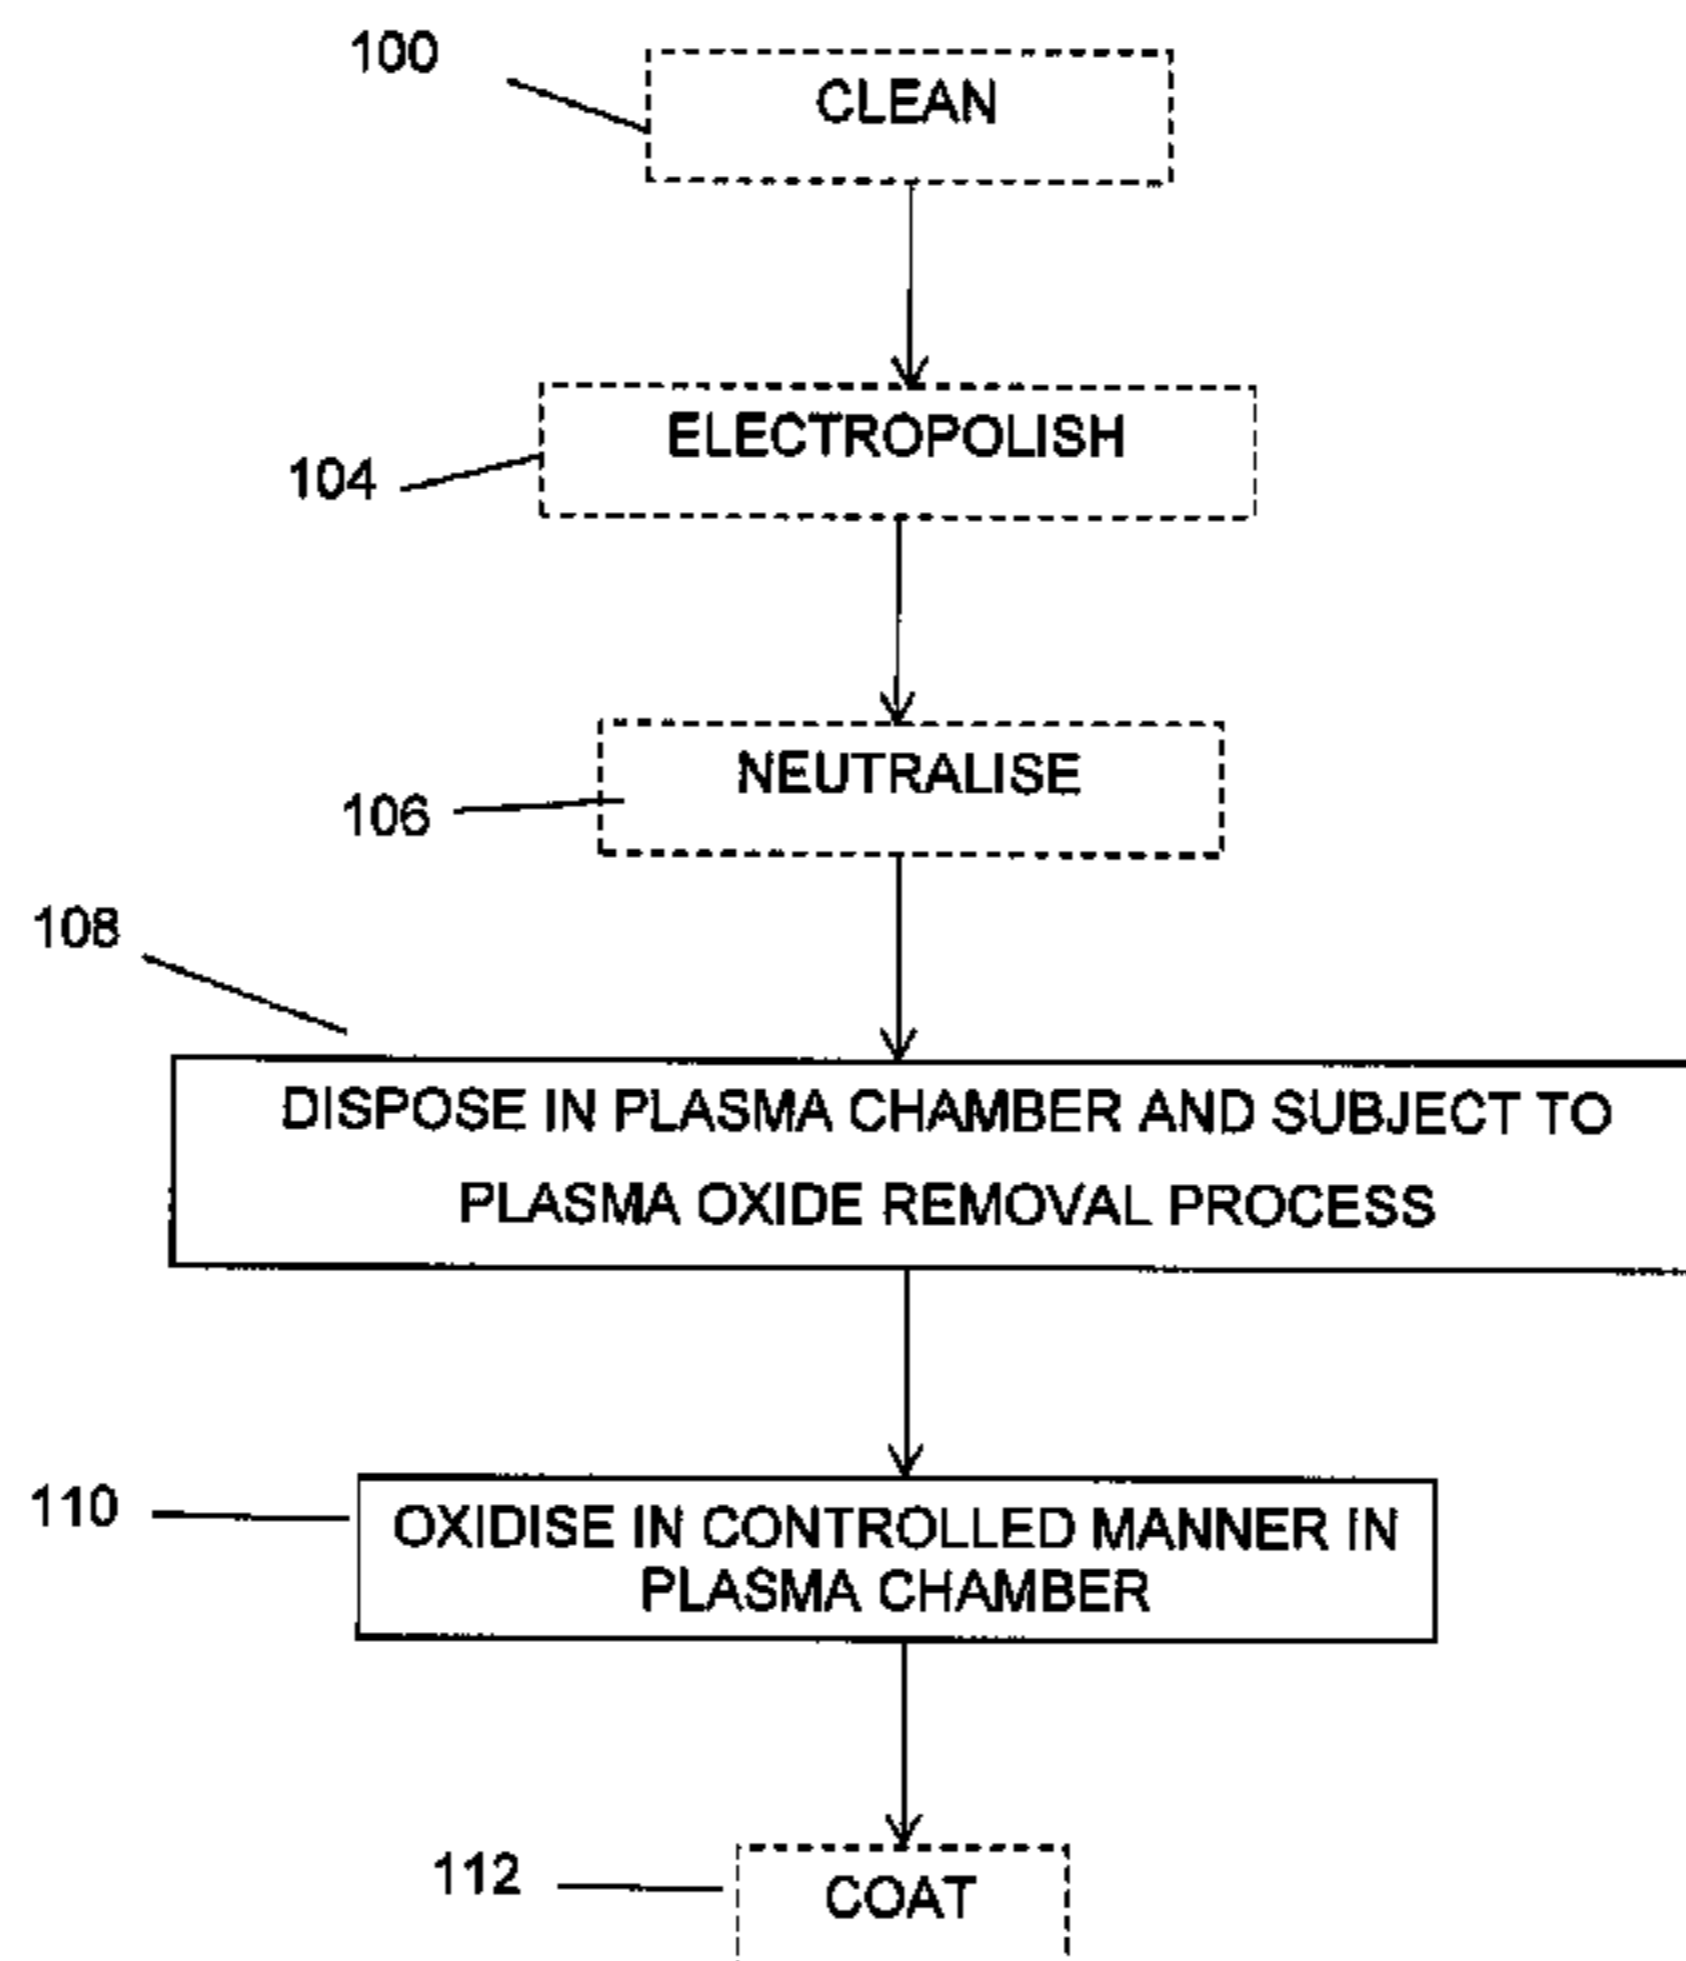 100
CLEAN
ELECTROPOLISH
104
NEUTRALISE
106
108
DISPOSE IN PLASMA CHAMBER AND SUBJECT TO
PLASMA OXIDE REMOVAL PROCESS
110
OXIDISE IN CONTROLLED MANNER IN
PLASMA CHAMBER
112
COAT